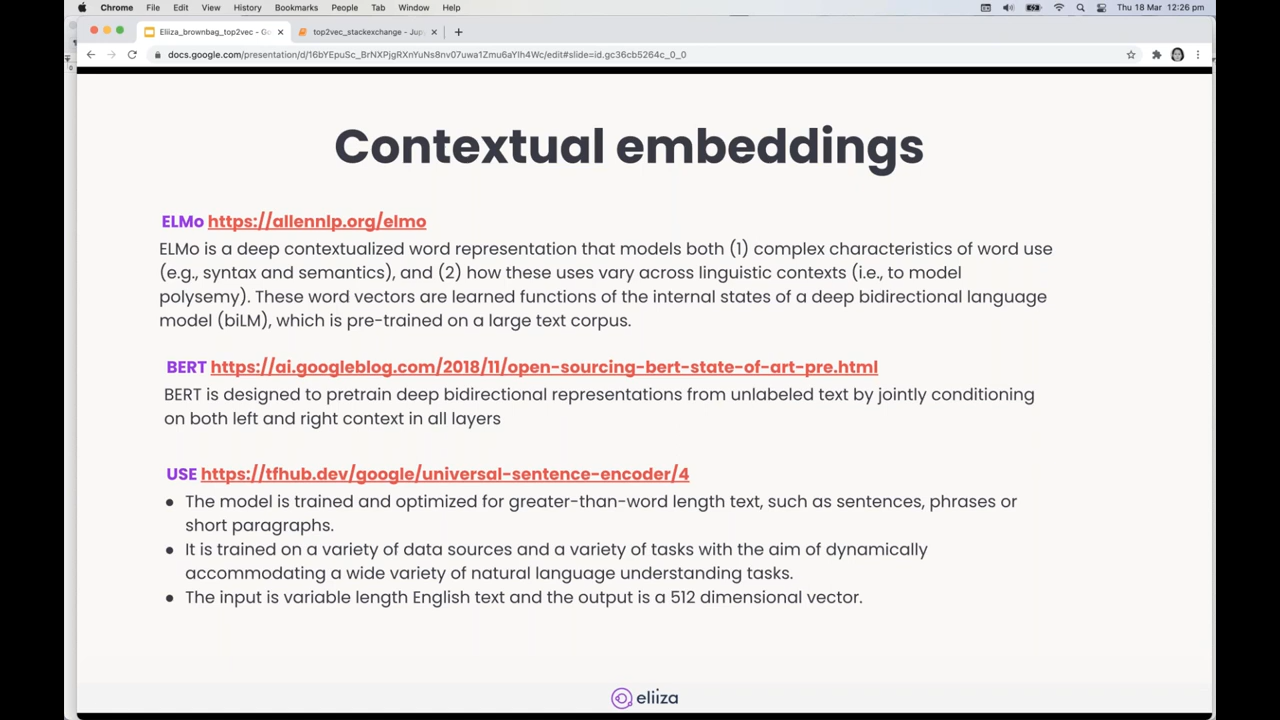 Chrome File Edit View History Bookmarks People Tab Window Help Thu 18 Mar 12:26 pm
Eliiza_brownbag_top2vec - Go top2vec_stackexchange - Jup
docs.google.com/presentation/d/16bYEpuSc_BrNXPjgRXnYuNs8nv07uwa1Zmu6aYlh4Wc/edit#slide=id.gc36cb5264c_0_0
Contextual embeddings
ELMo https://allennlp.org/elmo
ELMo is a deep contextualized word representation that models both (1) complex characteristics of word use
(e.g., syntax and semantics), and (2) how these uses vary across linguistic contexts (i.e., to model
polysemy). These word vectors are learned functions of the internal states of a deep bidirectional language
model (biLM), which is pre-trained on a large text corpus.
BERT https://ai.googleblog.com/2018/11/open-sourcing-bert-state-of-art-pre.html
BERT is designed to pretrain deep bidirectional representations from unlabeled text by jointly conditioning
on both left and right context in all layers
USE https://tfhub.dev/google/universal-sentence-encoder/4
● The model is trained and optimized for greater-than-word length text, such as sentences, phrases or
short paragraphs.
● It is trained on a variety of data sources and a variety of tasks with the aim of dynamically
accommodating a wide variety of natural language understanding tasks.
● The input is variable length English text and the output is a 512 dimensional vector.
eliiza